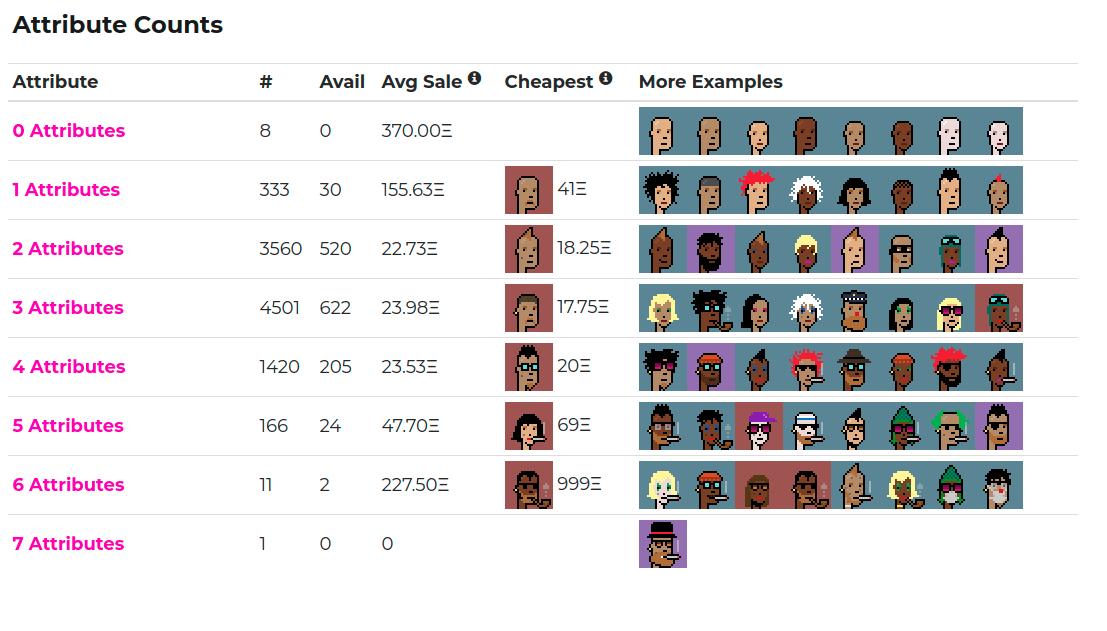 Attribute Counts
Attribute # Avail Avg Sale Cheapest More Examples
0 Attributes 8 0 370.00Ξ
1 Attributes 333 30 155.63Ξ 41Ξ
2 Attributes 3560 520 22.73Ξ 18.25Ξ
3 Attributes 4501 622 23.98Ξ 17.75Ξ
4 Attributes 1420 205 23.53Ξ 20Ξ
5 Attributes 166 24 47.70Ξ 69Ξ
6 Attributes 11 2 227.50Ξ 999Ξ
7 Attributes 1 0 0